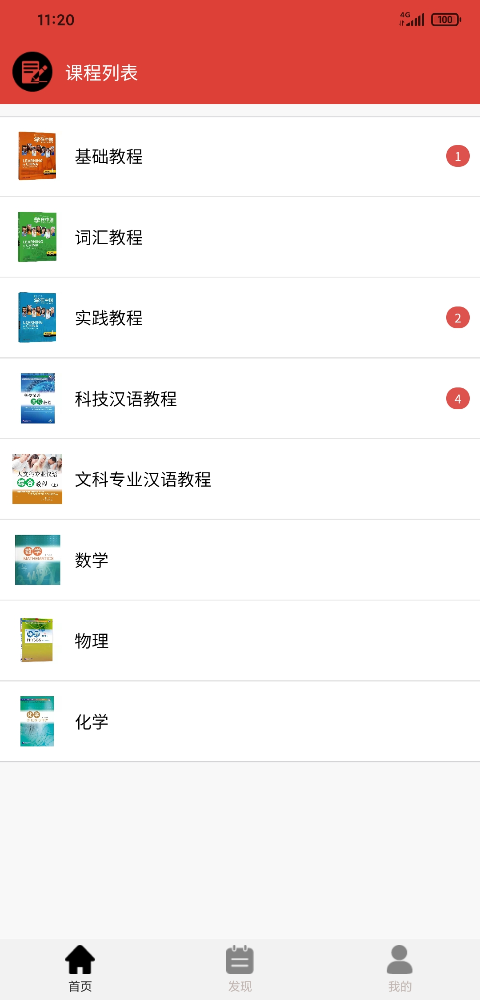 11:20
4G
100
课程列表
学在中国
LEARNING
IN CHINA
1
基础教程
1
学在中国
LEARNING
IN CHINA
词汇教程
学在中国
LEARNING
IN CHINA
1
实践教程
2
科技汉语
读写教程
科技汉语教程
4
大文科专业汉语
综合教程（上）
文科专业汉语教程
数学
MATHEMATICS
数学
物理
PHYSICS
物理
化学
CHEMISTRY
化学
首页
发现
我的